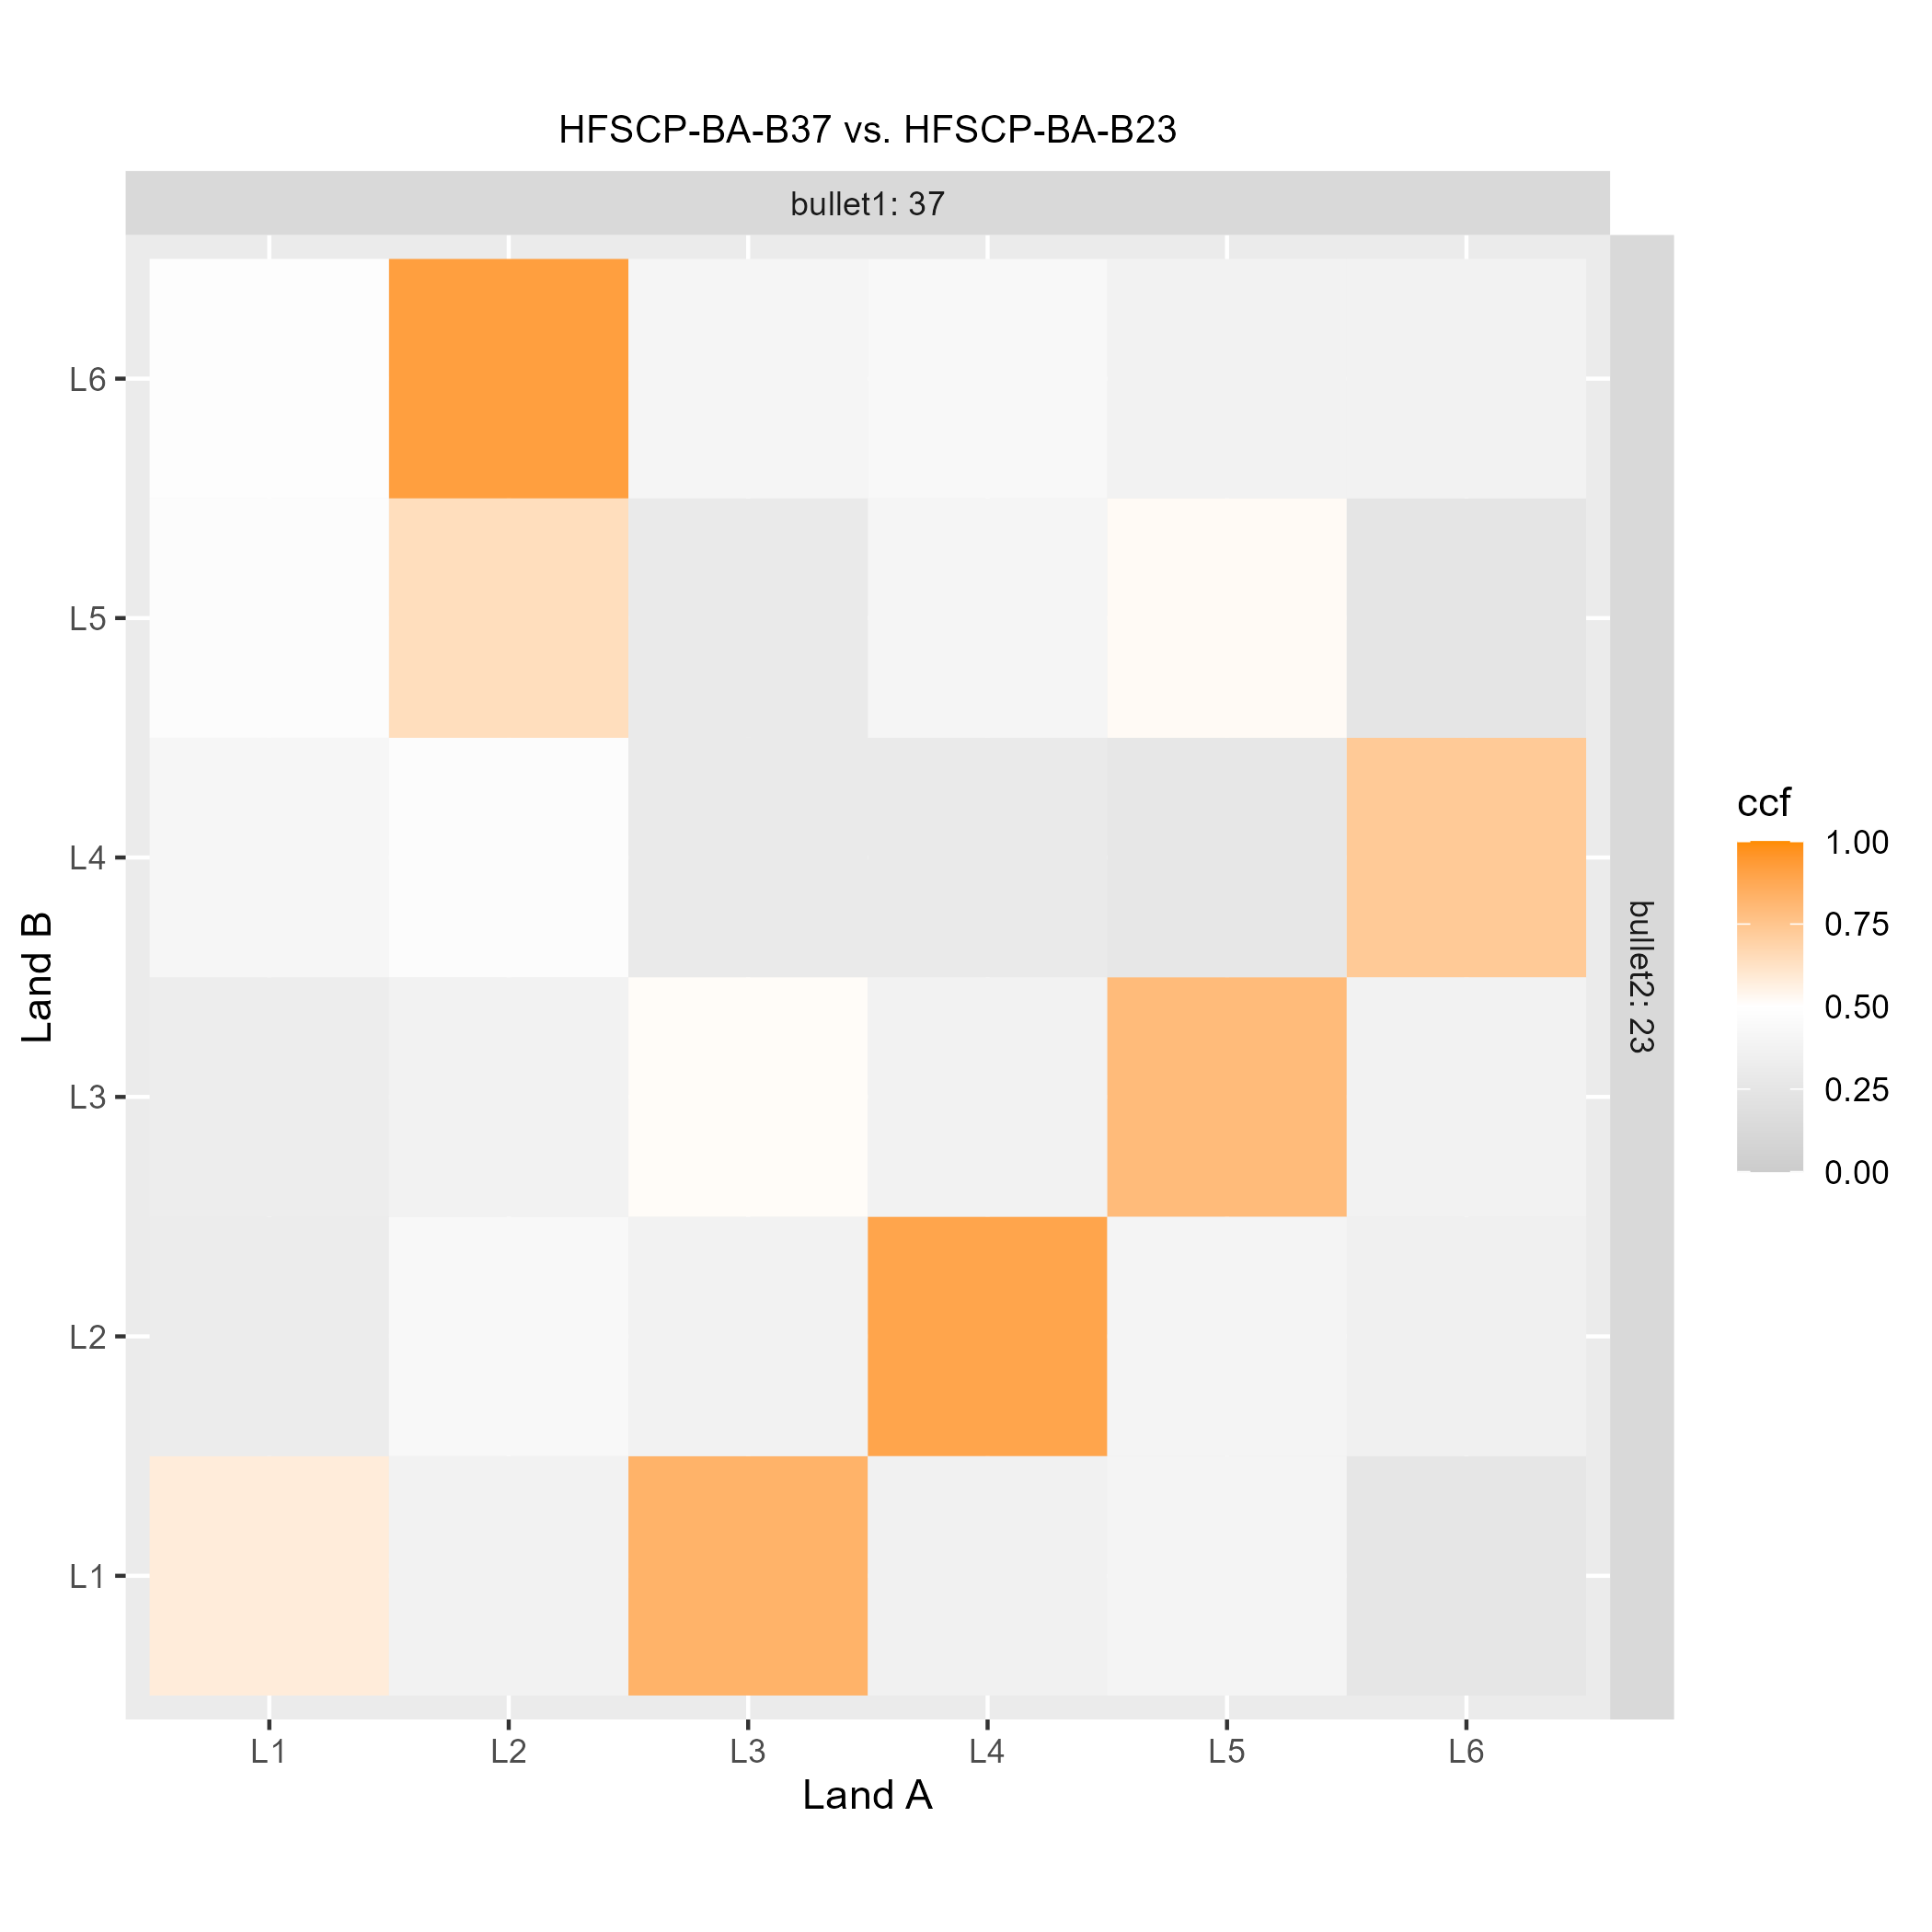 HFSCP-BA-B37 vs. HFSCP-BA-B23
bullet1: 37
L6
L5
L4
L3
L2
L1
Land B
bullet2: 23
ccf
1.00
0.75
0.50
0.25
0.00
L1 L2 L3 L4 L5 L6
Land A